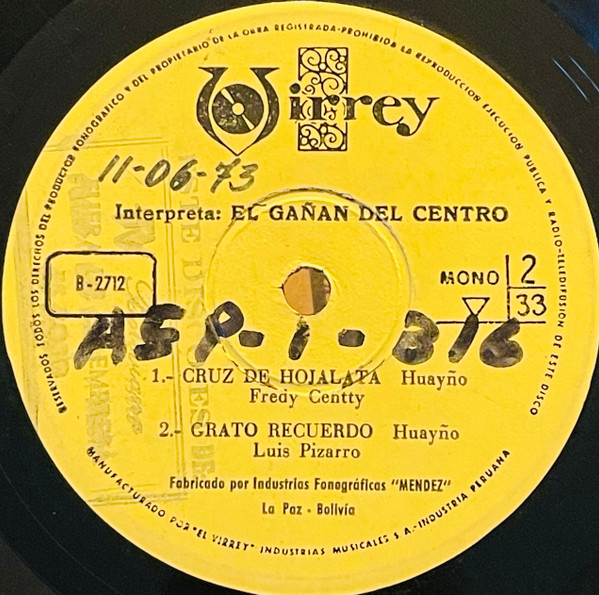 RESERVADOS TODOS LOS DERECHOS DEL PRODUCTOR FONOGRAFICO Y DEL PROPIETARIO DE LA OBRA REGISTRADA-PROHIBIDA LA REPRODUCCION EJECUCION PUBLICA Y RADIO-TELEDIFUSION DE ESTE DISCO
Virrey
11-06-73
Interpreta: EL GAÑAN DEL CENTRO
B-2712
MONO 2
33
ASP-1-316
1.- CRUZ DE HOJALATA Huayño
Fredy Centty
2.- GRATO RECUERDO Huayño
Luis Pizarro
Fabricado por Industrias Fonográficas "MENDEZ"
La Paz - Bolivia
MANUFACTURADO POR "EL VIRREY" INDUSTRIAS MUSICALES S A.-INDUSTRIA PERUANA